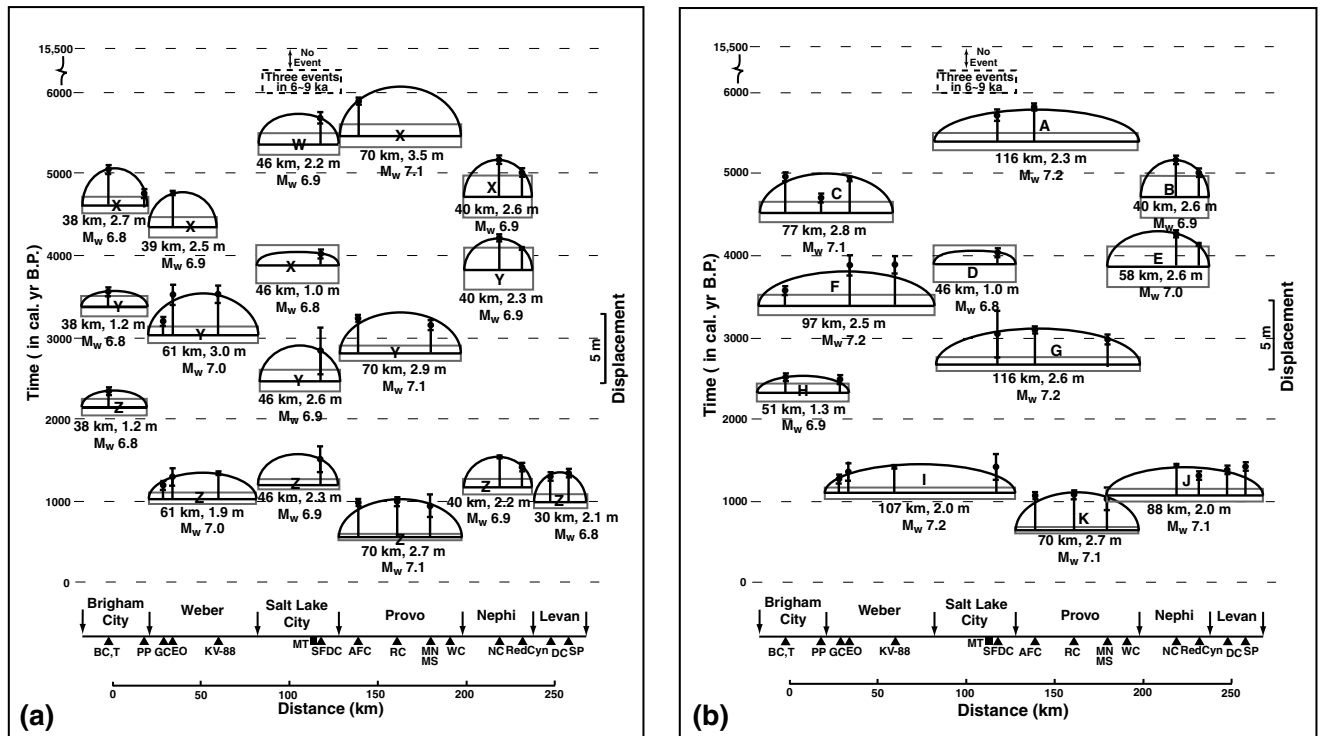 15,500
No
Event
Three events
in 6~9 ka
6000
W
46 km, 2.2 m
Mw 6.9
X
70 km, 3.5 m
Mw 7.1
5000
X
38 km, 2.7 m
Mw 6.8
X
39 km, 2.5 m
Mw 6.9
X
40 km, 2.6 m
Mw 6.9
4000
X
46 km, 1.0 m
Mw 6.8
Y
40 km, 2.3 m
Mw 6.9
Y
38 km, 1.2 m
Mw 6.8
Y
61 km, 3.0 m
Mw 7.0
3000
Y
46 km, 2.6 m
Mw 6.9
Y
70 km, 2.9 m
Mw 7.1
Z
38 km, 1.2 m
Mw 6.8
2000
Z
61 km, 1.9 m
Mw 7.0
Z
46 km, 2.3 m
Mw 6.9
Z
70 km, 2.7 m
Mw 7.1
Z
40 km, 2.2 m
Mw 6.9
Z
30 km, 2.1 m
Mw 6.8
1000
0
Time ( in cal. yr B.P.)
5 m
Displacement
Brigham
City
Weber
Salt Lake
City
Provo
Nephi
Levan
BC,T PP GC EO KV-88 MT SFDC AFC RC MN WC NC RedCyn DC SP
MS
0 50 100 150 200 250
Distance (km)
(a)
15,500
No
Event
Three events
in 6~9 ka
6000
A
116 km, 2.3 m
Mw 7.2
5000
C
77 km, 2.8 m
Mw 7.1
B
40 km, 2.6 m
Mw 6.9
4000
D
46 km, 1.0 m
Mw 6.8
E
58 km, 2.6 m
Mw 7.0
F
97 km, 2.5 m
Mw 7.2
3000
G
116 km, 2.6 m
Mw 7.2
H
51 km, 1.3 m
Mw 6.9
2000
I
107 km, 2.0 m
Mw 7.2
J
88 km, 2.0 m
Mw 7.1
K
70 km, 2.7 m
Mw 7.1
1000
0
Time ( in cal. yr B.P.)
5 m
Displacement
Brigham
City
Weber
Salt Lake
City
Provo
Nephi
Levan
BC,T PP GC EO KV-88 MT SFDC AFC RC MN WC NC RedCyn DC SP
MS
0 50 100 150 200 250
Distance (km)
(b)